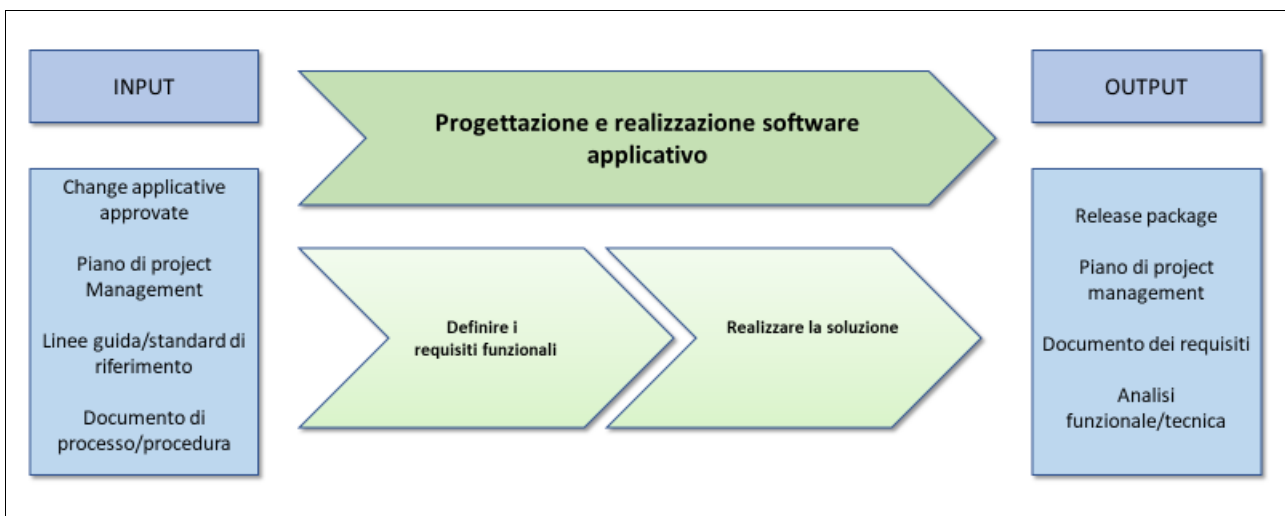 INPUT
Change applicative
approvate
Piano di project
Management
Linee guida/standard di
riferimento
Documento di
processo/procedura
Progettazione e realizzazione software
applicativo
Definire i
requisiti funzionali
Realizzare la soluzione
OUTPUT
Release package
Piano di project
management
Documento dei requisiti
Analisi
funzionale/tecnica